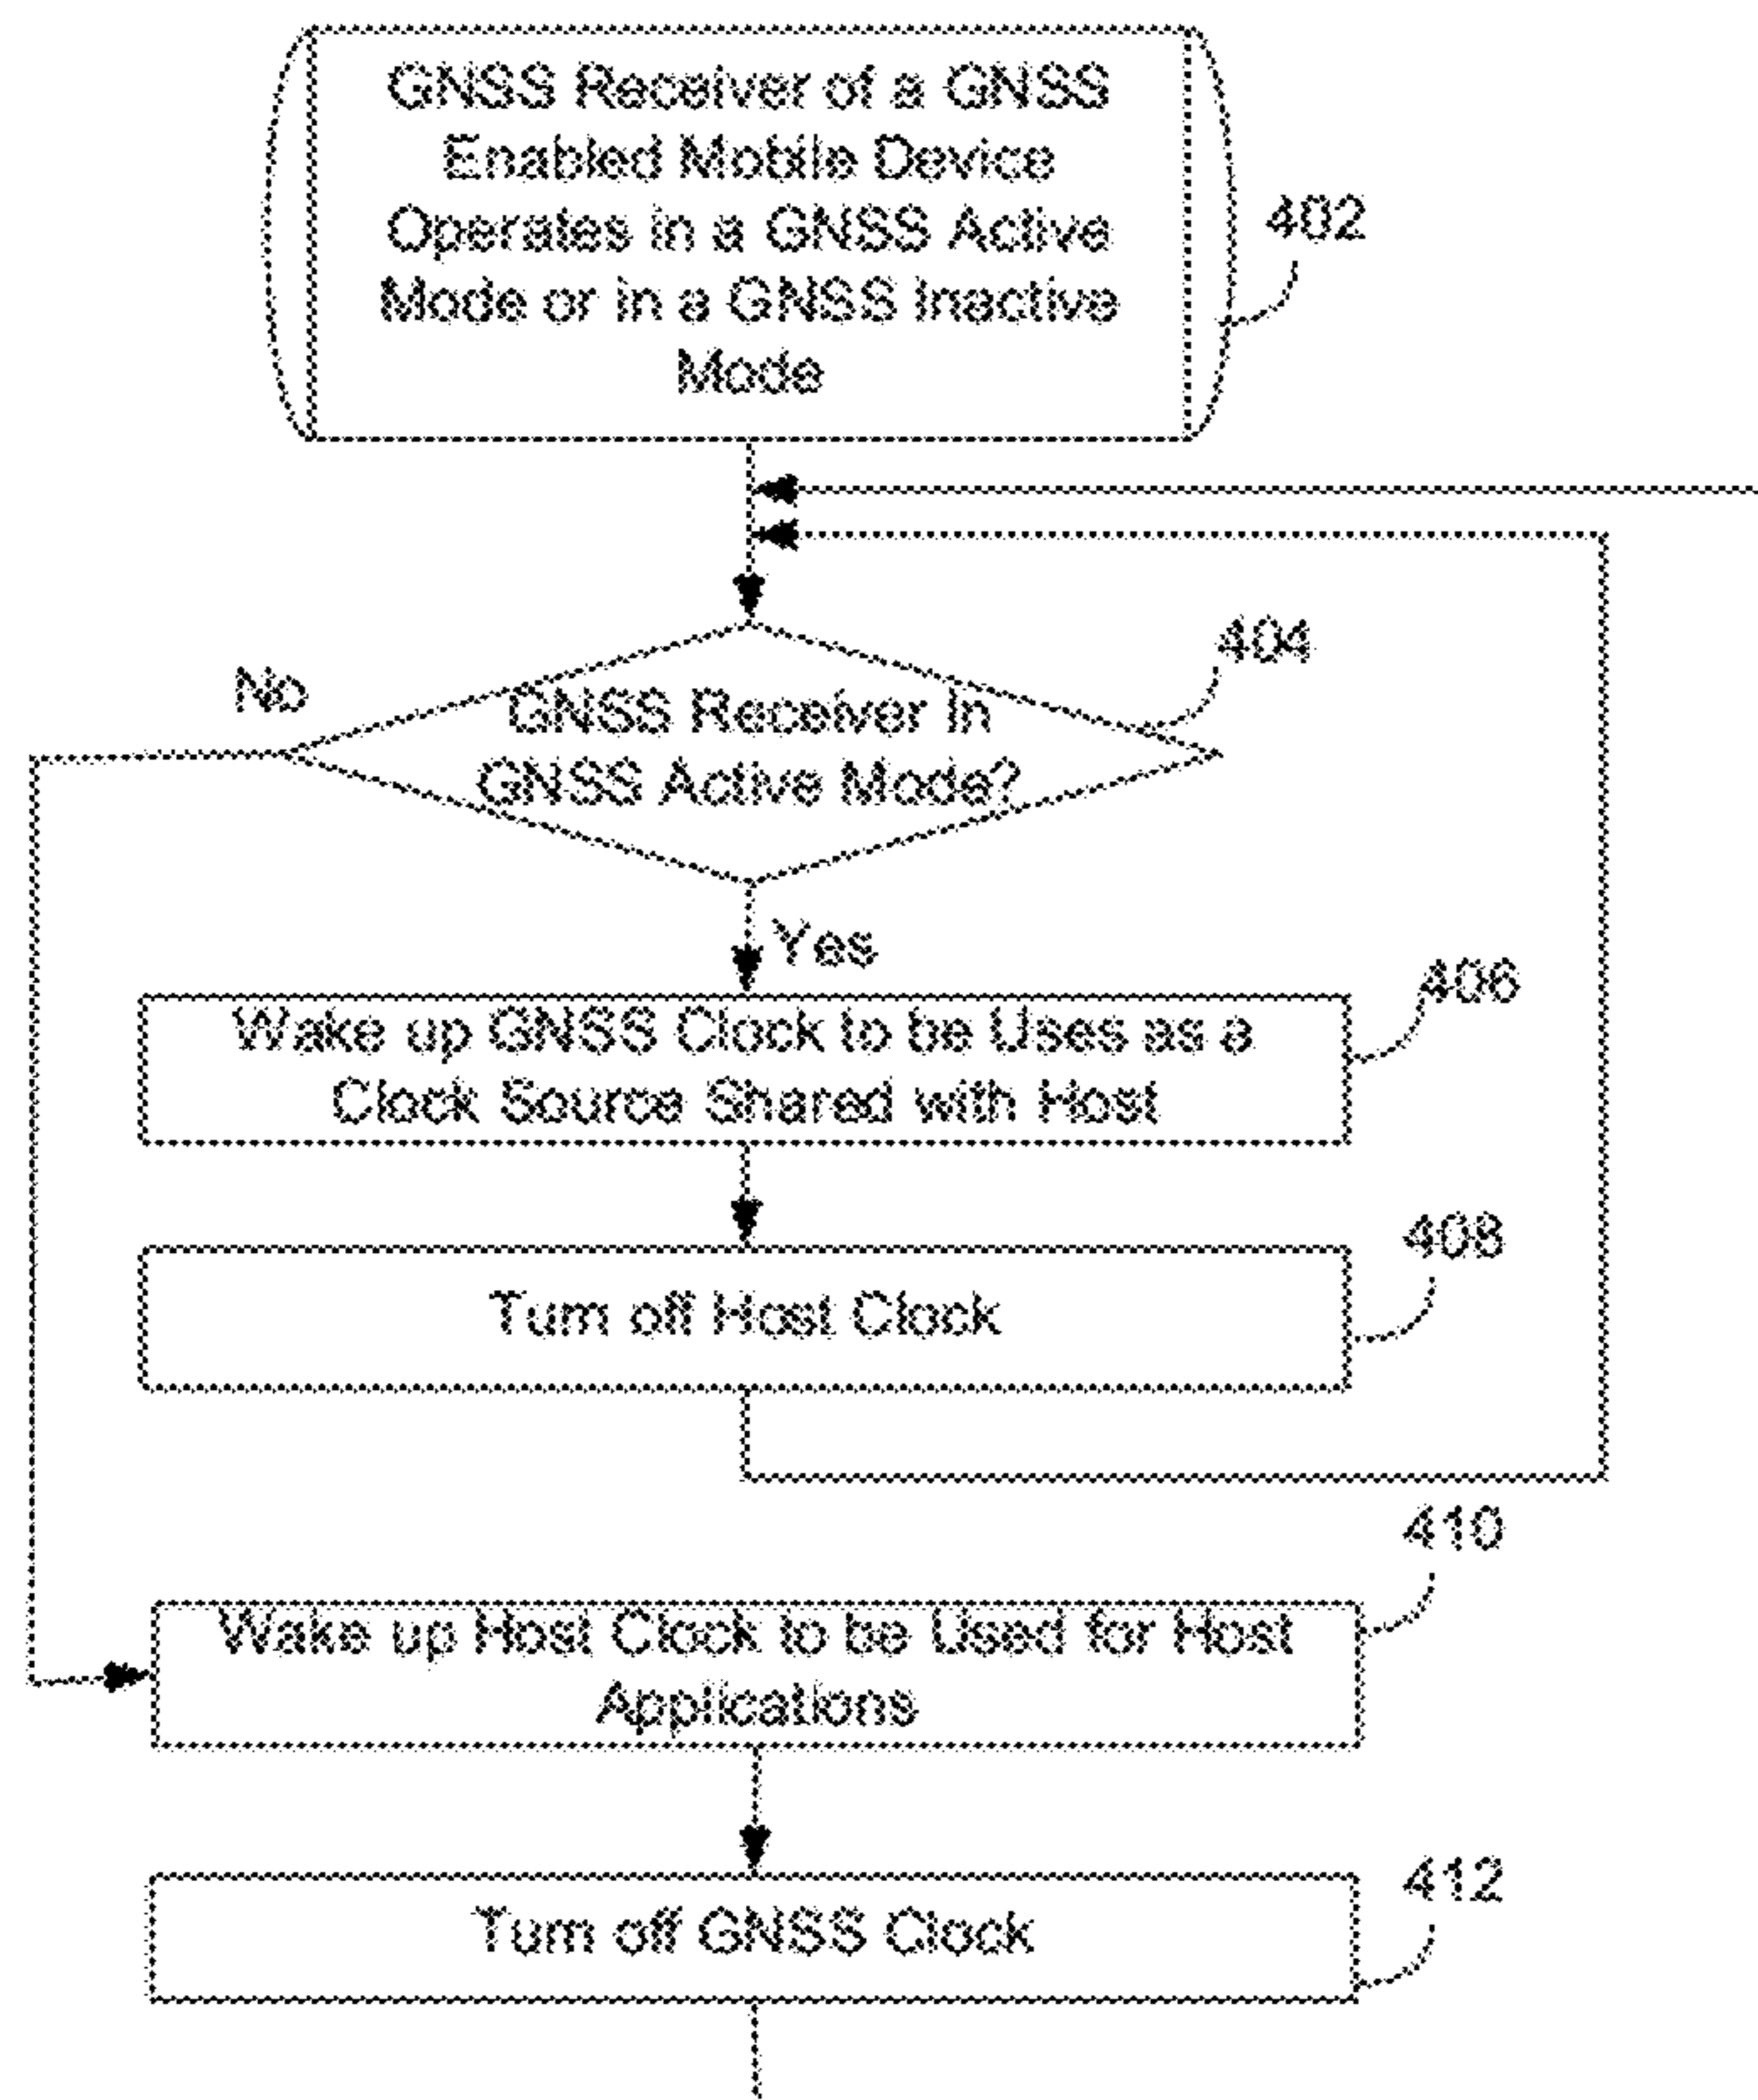 GNSS Receiver of a GNSS
Enabled Mobile Device
Operates in a GNSS Active
Mode or in a GNSS Inactive
Mode
402
404
No
GNSS Receiver In
GNSS Active Mode?
Yes
406
Wake up GNSS Clock to be Uses as a
Clock Source Shared with Host
408
Turn off Host Clock
410
Wake up Host Clock to be Used for Host
Applications
412
Turn off GNSS Clock